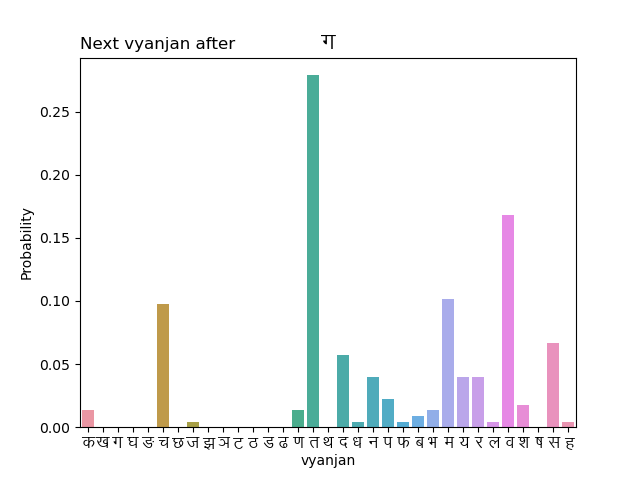 Next vyanjan after ग
0.25
0.20
0.15
0.10
0.05
0.00
Probability
क ख ग घ ङ च छ ज झ ञ ट ठ ड ढ ण त थ द ध न प फ ब भ म य र ल व श ष स ह
vyanjan